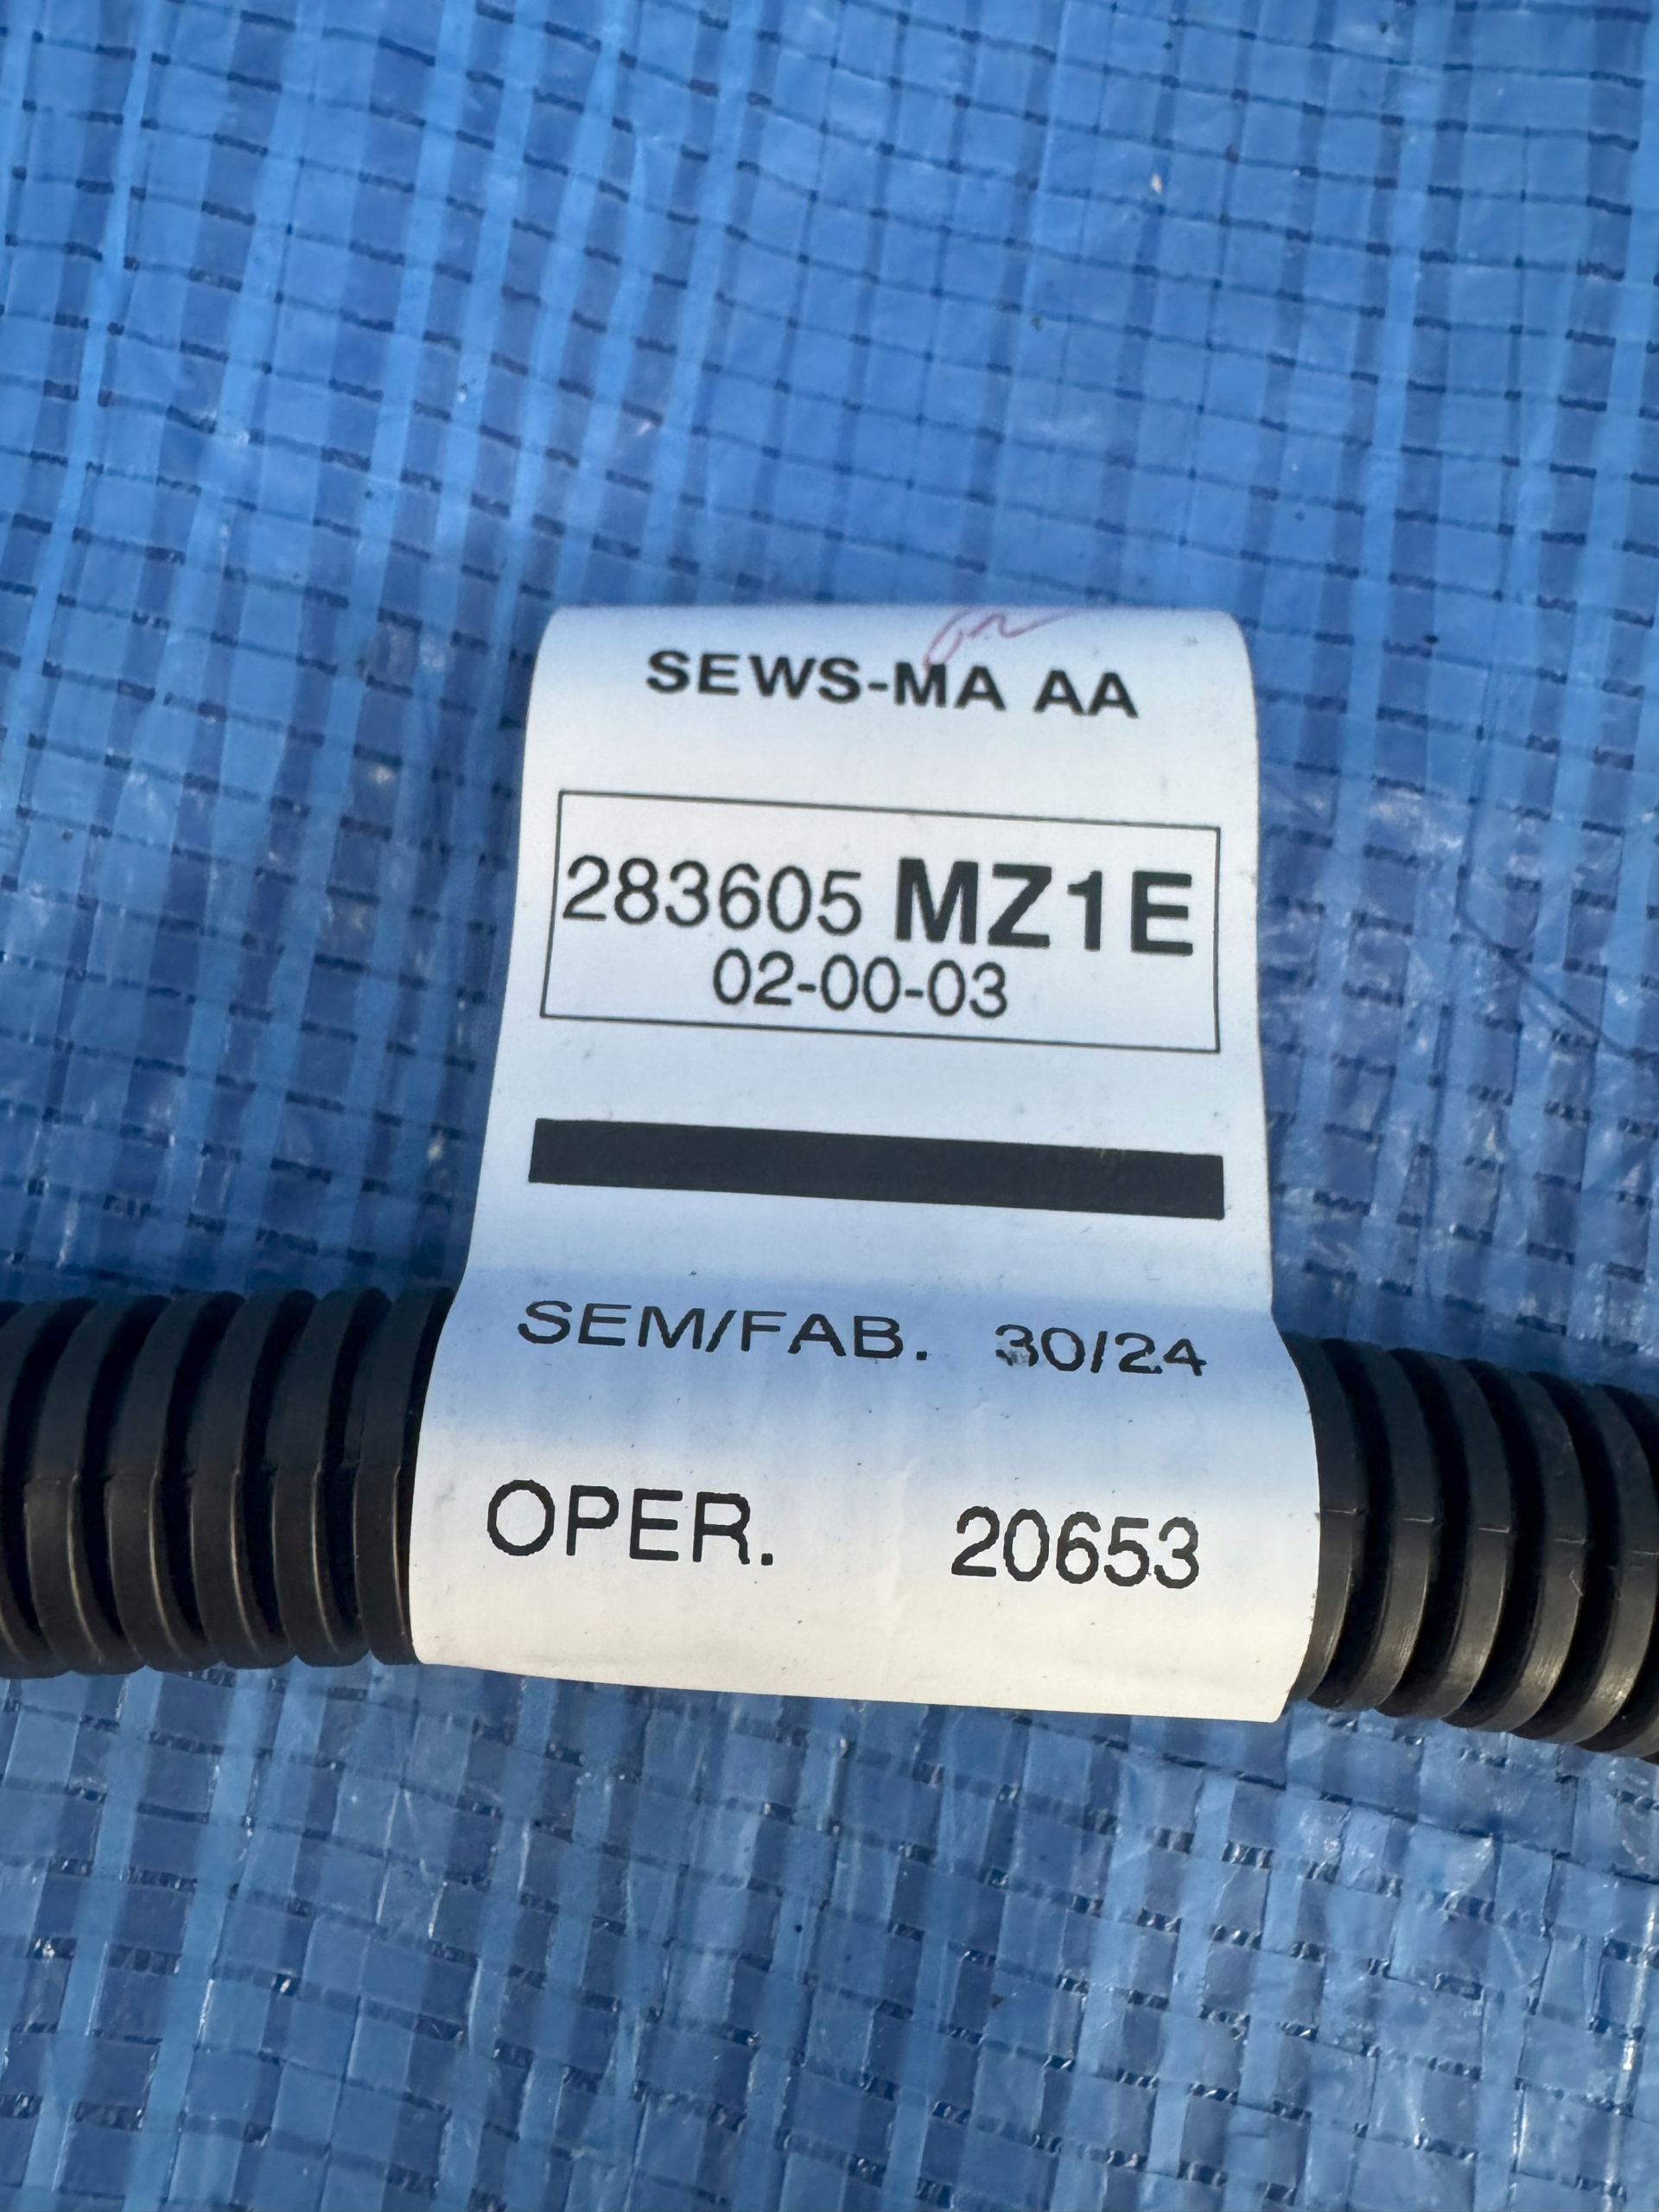 SEWS-MA AA
283605 MZ1E
02-00-03
SEM/FAB. 30/24
OPER. 20653